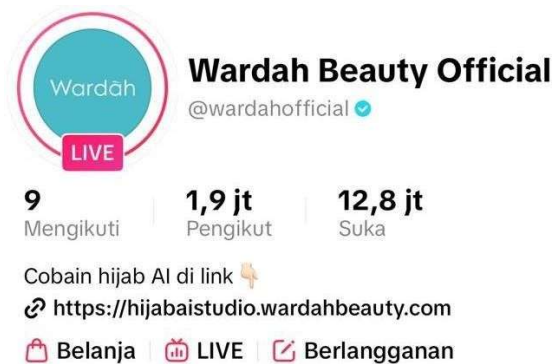 Wardãh
LIVE
Wardah Beauty Official
@wardahofficial
9 1,9 jt 12,8 jt
Mengikuti Pengikut Suka
Cobain hijab AI di link 👇🏻
https://hijabaistudio.wardahbeauty.com
Belanja LIVE Berlangganan